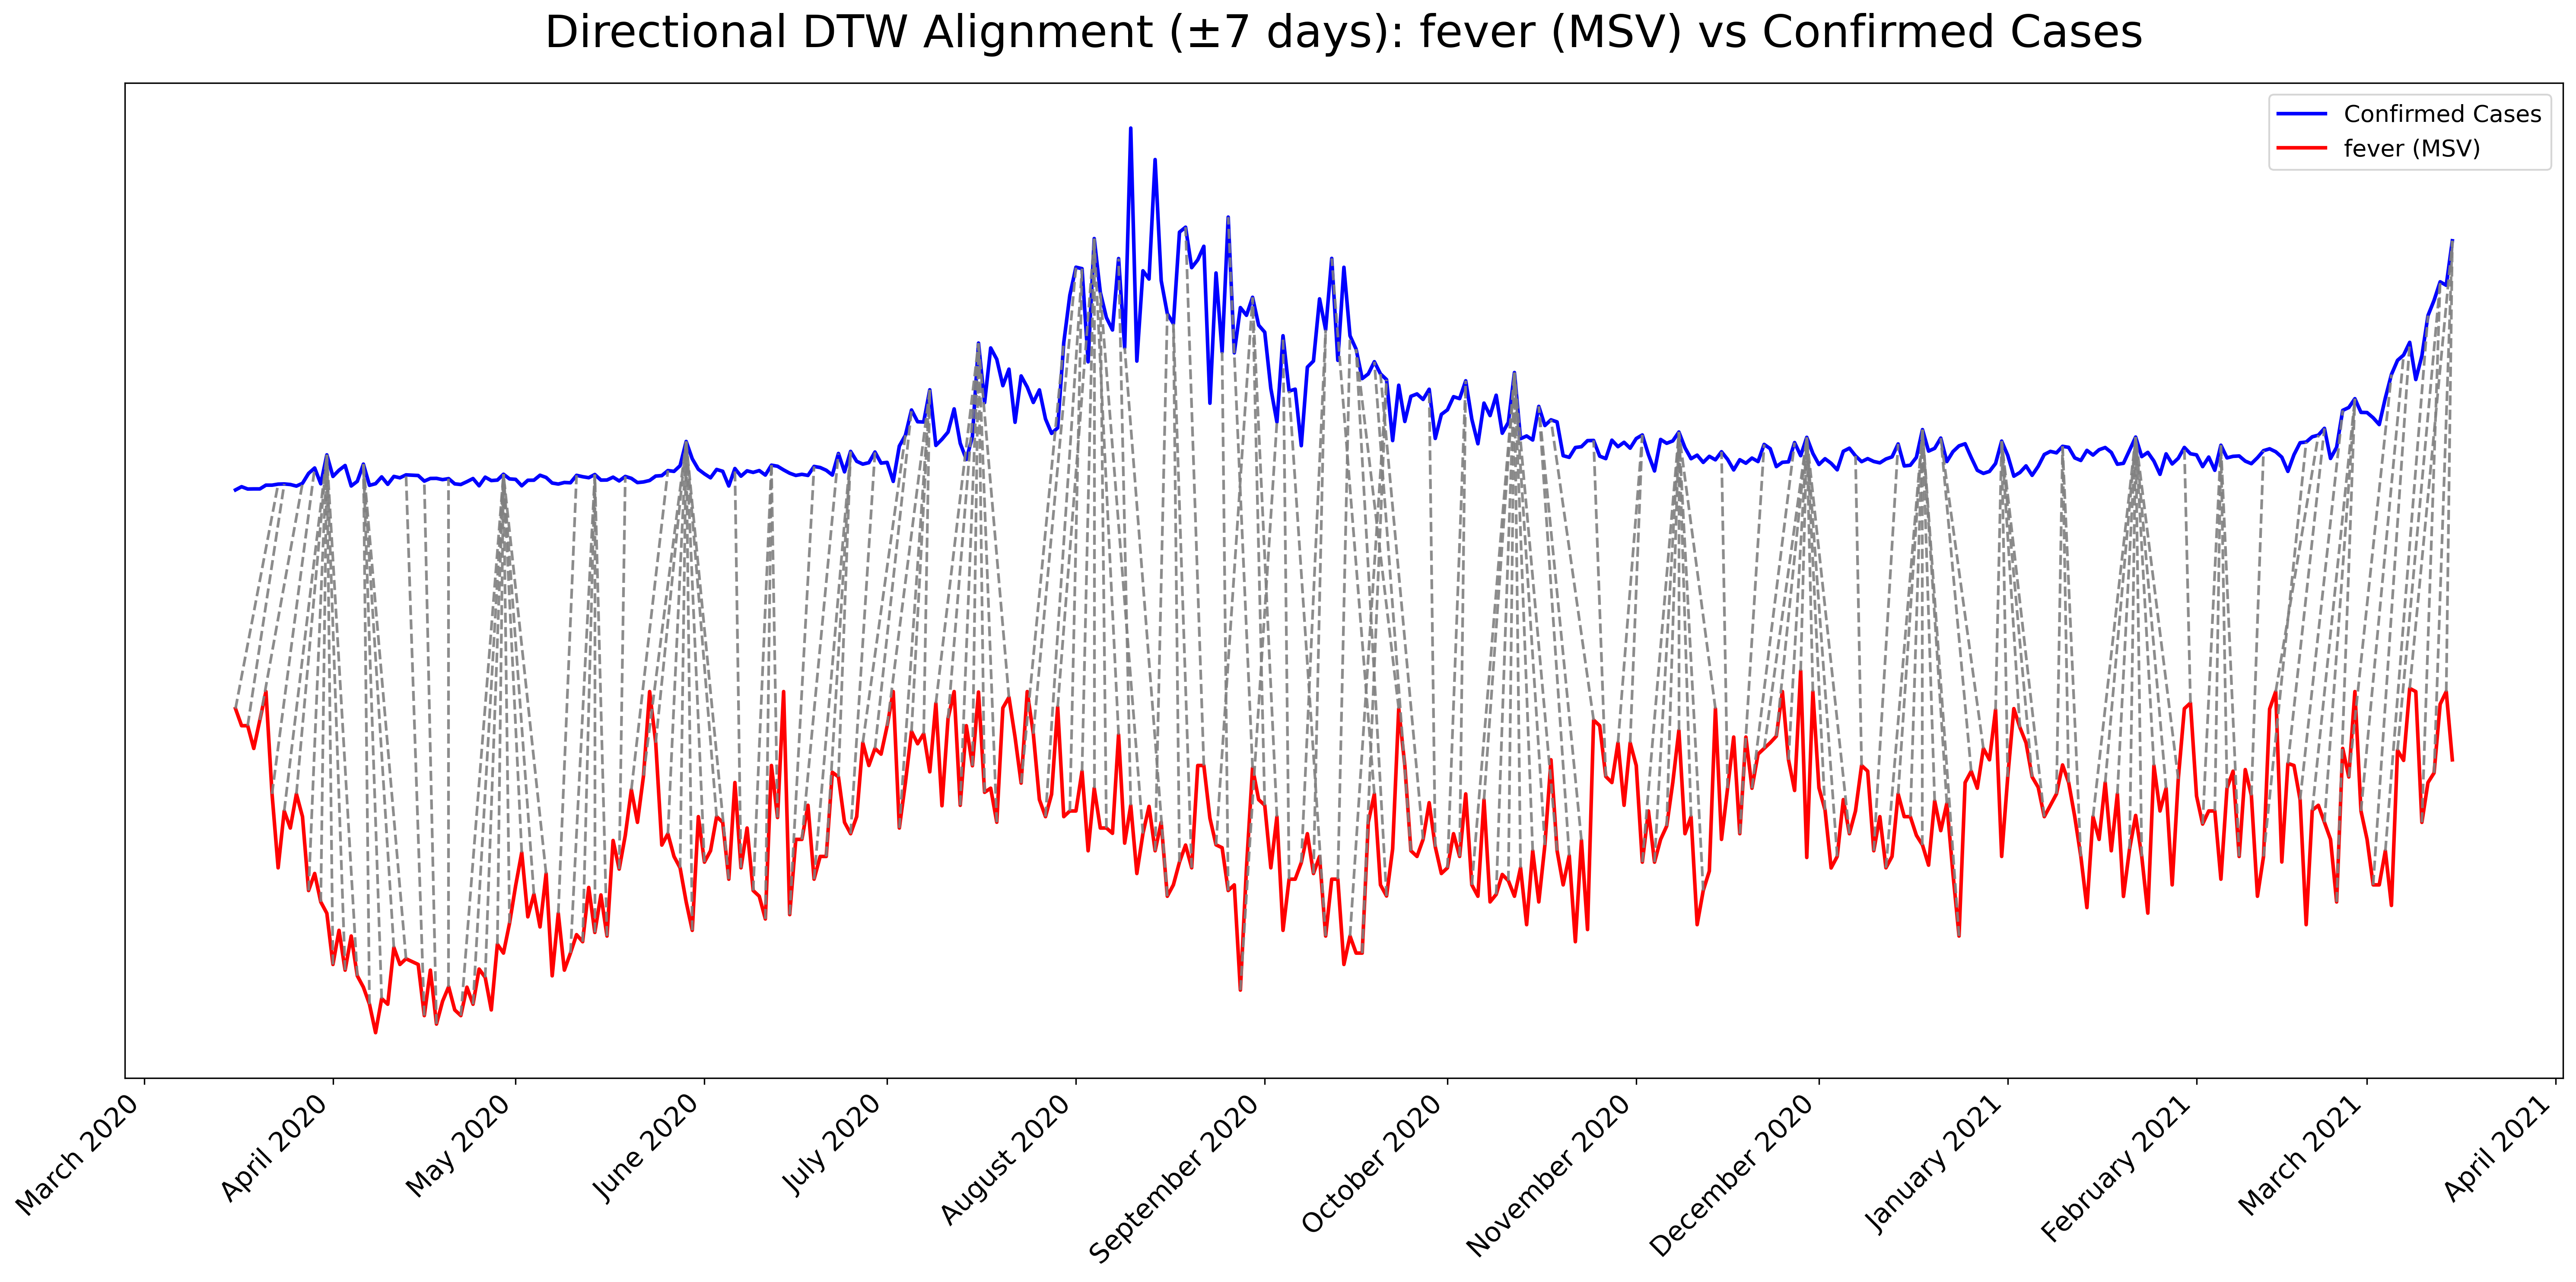 Directional DTW Alignment (±7 days): fever (MSV) vs Confirmed Cases
Confirmed Cases
fever (MSV)
March 2020
April 2020
May 2020
June 2020
July 2020
August 2020
September 2020
October 2020
November 2020
December 2020
January 2021
February 2021
March 2021
April 2021